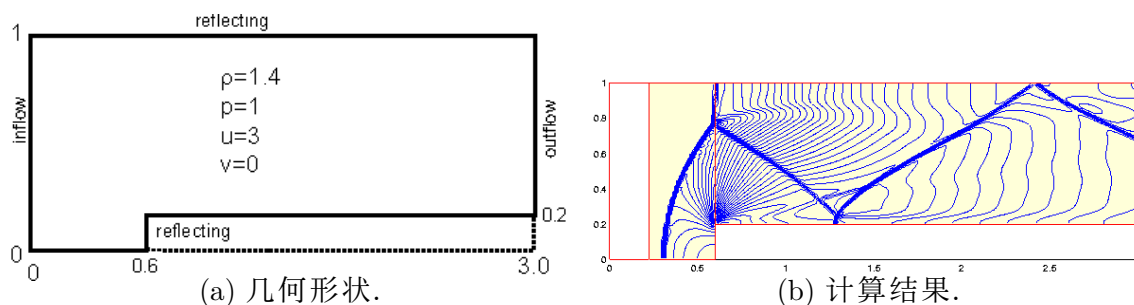 reflecting
1
inflow
ρ=1.4
p=1
u=3
v=0
outflow
0.2
reflecting
0
0
0.6
3.0
(a) 几何形状.
1
0.8
0.6
0.4
0.2
0
0
0.5
1
1.5
2
2.5
(b) 计算结果.